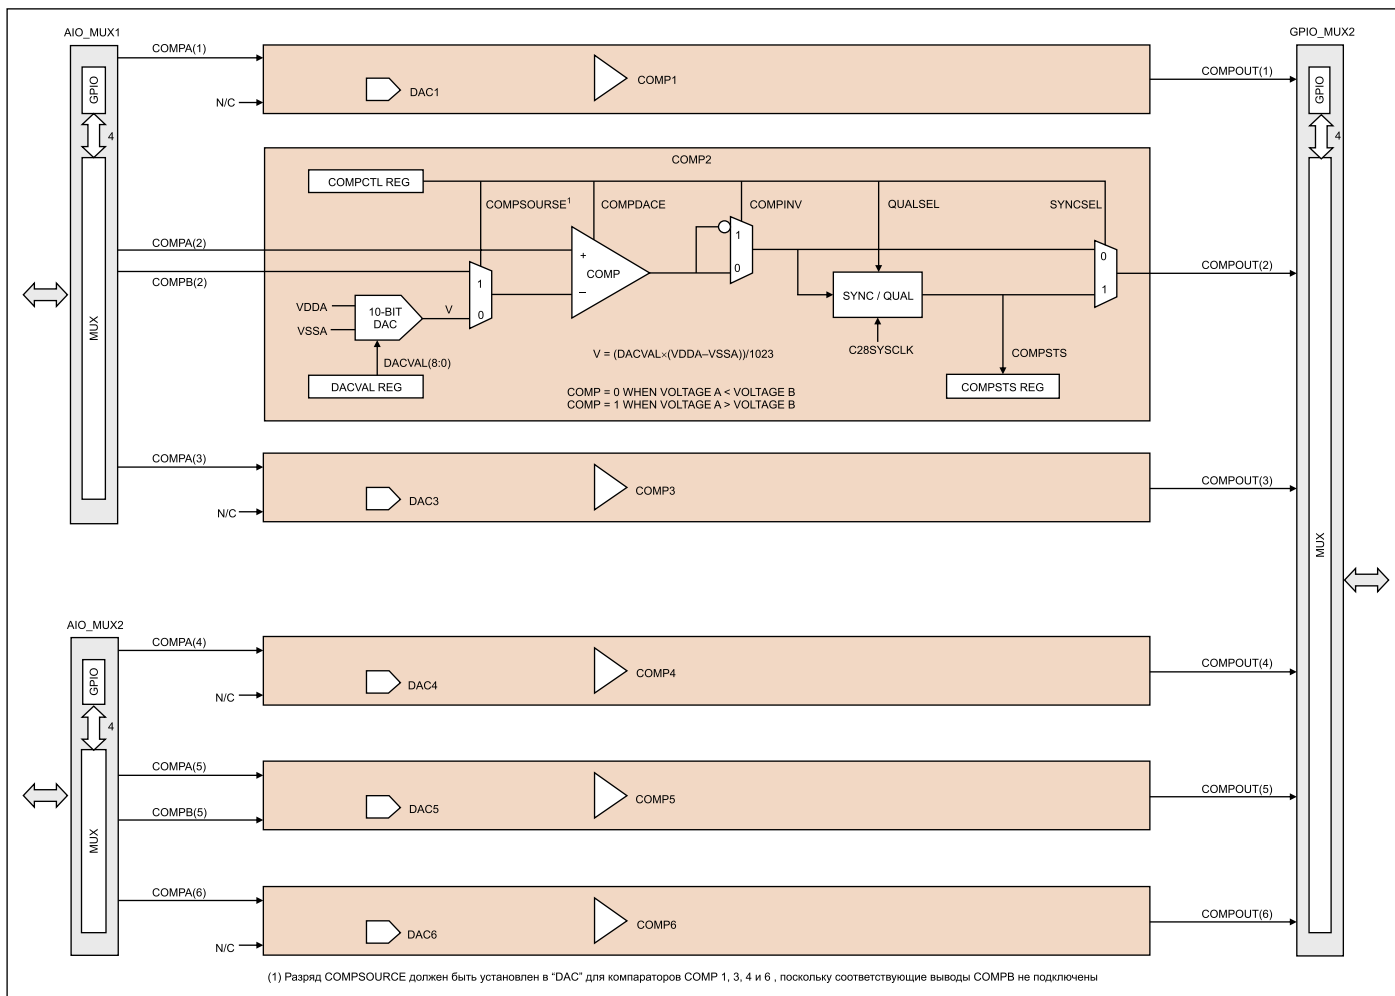 AIO_MUX1
GPIO_MUX2
COMPA(1)
GPIO
4
N/C
DAC1
COMP1
COMPOUT(1)
GPIO
4
COMP2
COMPCTL REG
COMPSOURSE1
COMPDACE
COMPINV
QUALSEL
SYNCSEL
COMPA(2)
COMPB(2)
MUX
1
0
+
–
COMP
1
0
0
1
COMPOUT(2)
VDDA
VSSA
10-BIT
DAC
V
SYNC / QUAL
DACVAL(8:0)
DACVAL REG
V = (DACVAL×(VDDA–VSSA))/1023
C28SYSCLK
COMPSTS
COMPSTS REG
COMP = 0 WHEN VOLTAGE A < VOLTAGE B
COMP = 1 WHEN VOLTAGE A > VOLTAGE B
COMPA(3)
N/C
DAC3
COMP3
COMPOUT(3)
MUX
AIO_MUX2
COMPA(4)
GPIO
4
N/C
DAC4
COMP4
COMPOUT(4)
COMPA(5)
COMPB(5)
MUX
DAC5
COMP5
COMPOUT(5)
COMPA(6)
N/C
DAC6
COMP6
COMPOUT(6)
(1) Разряд COMPSOURCE должен быть установлен в “DAC” для компараторов COMP 1, 3, 4 и 6 , поскольку соответствующие выводы COMPB не подключены